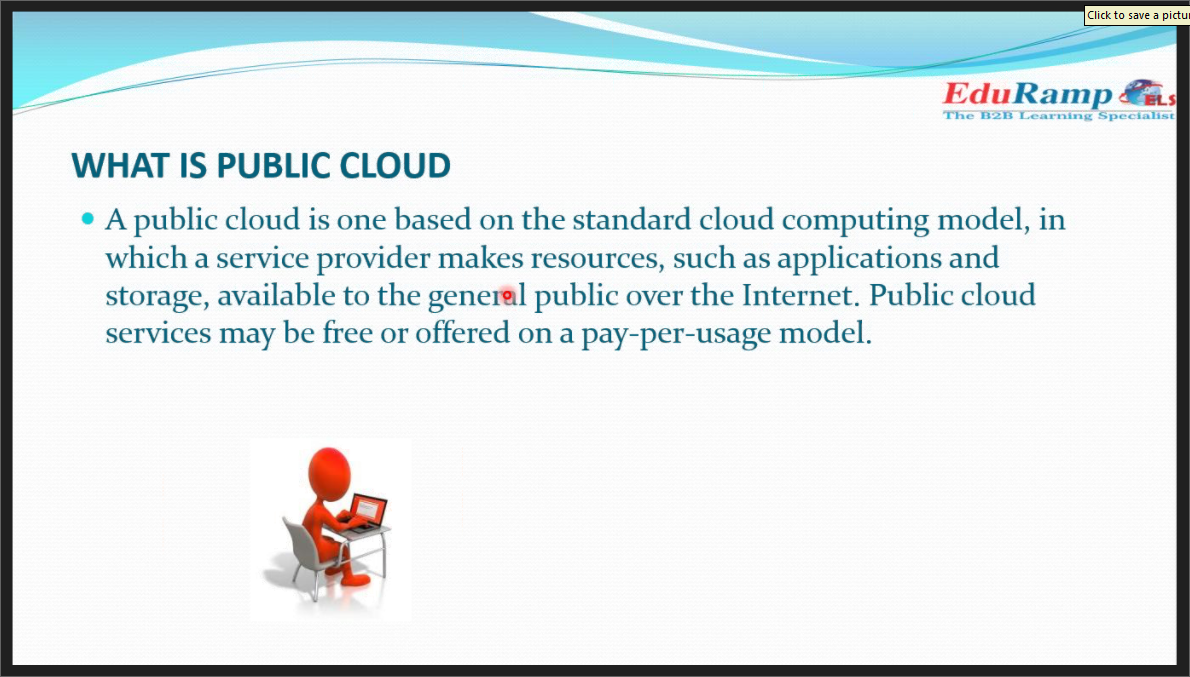 Click to save a pictur
EduRamp ELS
The B2B Learning Specialist
WHAT IS PUBLIC CLOUD
• A public cloud is one based on the standard cloud computing model, in
which a service provider makes resources, such as applications and
storage, available to the general public over the Internet. Public cloud
services may be free or offered on a pay-per-usage model.